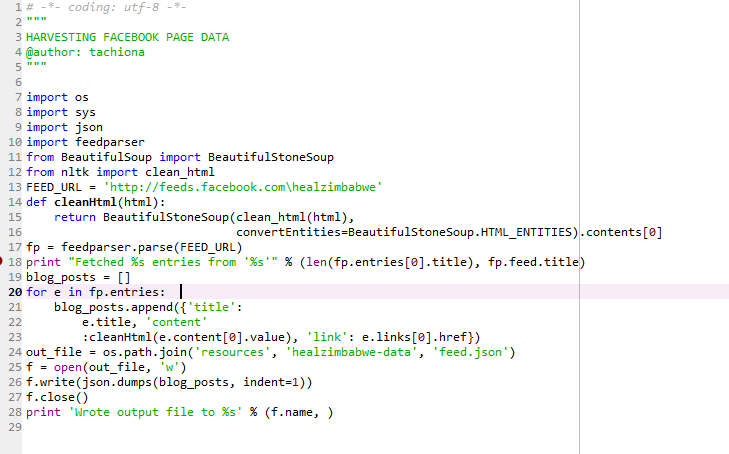 1 # -*- coding: utf-8 -*-
2 """
3 HARVESTING FACEBOOK PAGE DATA
4 @author: tachiona
5 """
6
7 import os
8 import sys
9 import json
10 import feedparser
11 from BeautifulSoup import BeautifulStoneSoup
12 from nltk import clean_html
13 FEED_URL = 'http://feeds.facebook.com\healzimbabwe'
14 def cleanHtml(html):
15     return BeautifulStoneSoup(clean_html(html),
16                               convertEntities=BeautifulStoneSoup.HTML_ENTITIES).contents[0]
17 fp = feedparser.parse(FEED_URL)
18 print "Fetched %s entries from '%s'" % (len(fp.entries[0].title), fp.feed.title)
19 blog_posts = []
20 for e in fp.entries:
21     blog_posts.append({'title':
22         e.title, 'content'
23         :cleanHtml(e.content[0].value), 'link': e.links[0].href})
24 out_file = os.path.join('resources', 'healzimbabwe-data', 'feed.json')
25 f = open(out_file, 'w')
26 f.write(json.dumps(blog_posts, indent=1))
27 f.close()
28 print 'Wrote output file to %s' % (f.name, )
29